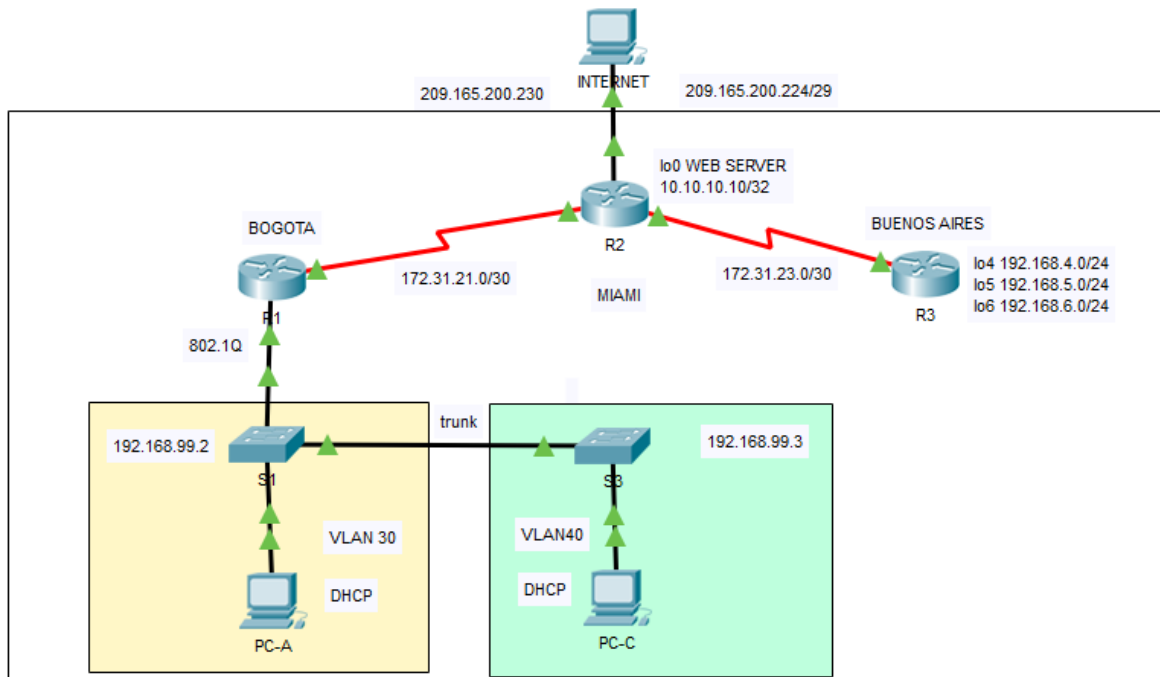 INTERNET
209.165.200.230
209.165.200.224/29
lo0 WEB SERVER
10.10.10.10/32
BOGOTA
R2
BUENOS AIRES
172.31.21.0/30
172.31.23.0/30
lo4 192.168.4.0/24
lo5 192.168.5.0/24
lo6 192.168.6.0/24
MIAMI
R3
R1
802.1Q
trunk
192.168.99.2
192.168.99.3
S1
S3
VLAN 30
VLAN40
DHCP
DHCP
PC-A
PC-C